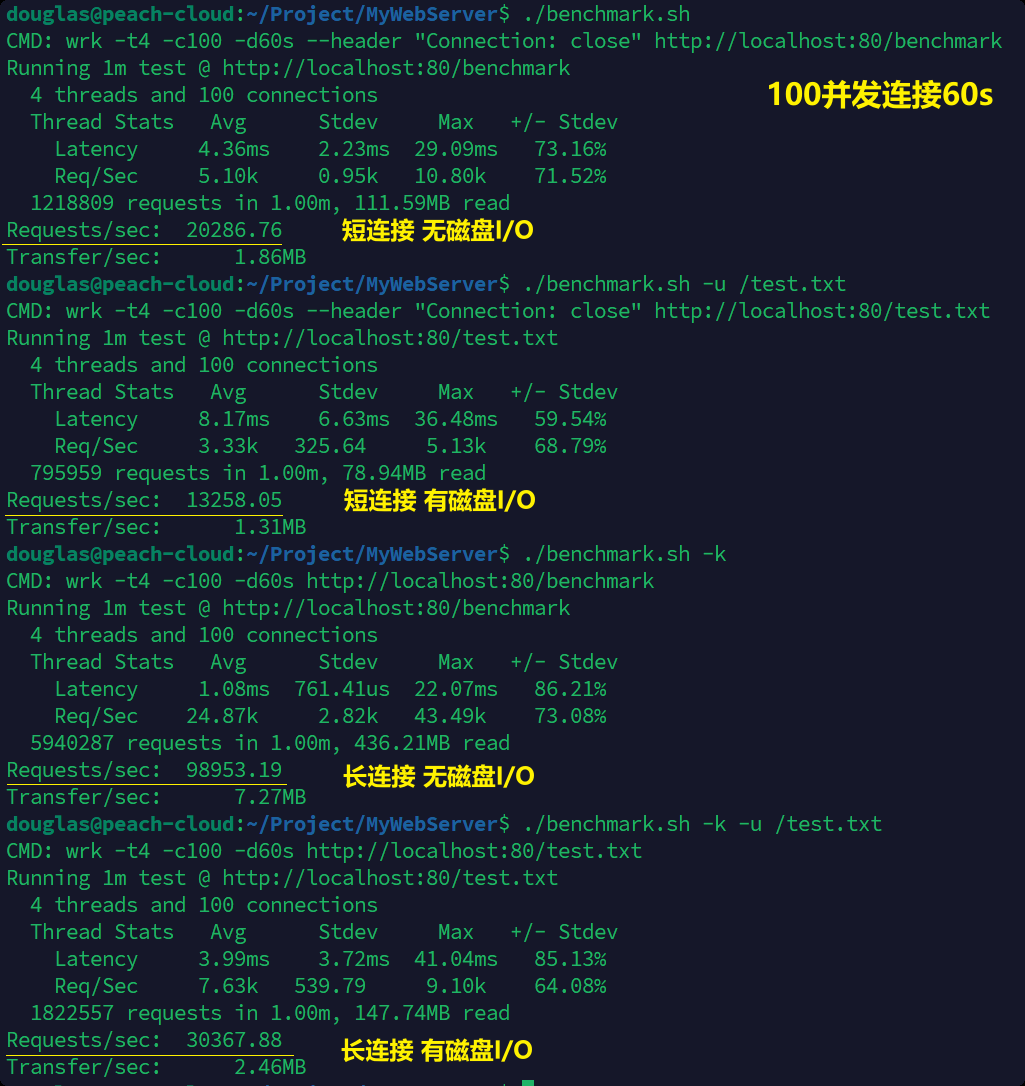 douglas@peach-cloud:~/Project/MyWebServer$ ./benchmark.sh
CMD: wrk -t4 -c100 -d60s --header "Connection: close" http://localhost:80/benchmark
Running 1m test @ http://localhost:80/benchmark
4 threads and 100 connections
100并发连接60s
Thread Stats Avg Stdev Max +/- Stdev
Latency 4.36ms 2.23ms 29.09ms 73.16%
Req/Sec 5.10k 0.95k 10.80k 71.52%
1218809 requests in 1.00m, 111.59MB read
Requests/sec: 20286.76 短连接 无磁盘I/O
Transfer/sec: 1.86MB
douglas@peach-cloud:~/Project/MyWebServer$ ./benchmark.sh -u /test.txt
CMD: wrk -t4 -c100 -d60s --header "Connection: close" http://localhost:80/test.txt
Running 1m test @ http://localhost:80/test.txt
4 threads and 100 connections
Thread Stats Avg Stdev Max +/- Stdev
Latency 8.17ms 6.63ms 36.48ms 59.54%
Req/Sec 3.33k 325.64 5.13k 68.79%
795959 requests in 1.00m, 78.94MB read
Requests/sec: 13258.05 短连接 有磁盘I/O
Transfer/sec: 1.31MB
douglas@peach-cloud:~/Project/MyWebServer$ ./benchmark.sh -k
CMD: wrk -t4 -c100 -d60s http://localhost:80/benchmark
Running 1m test @ http://localhost:80/benchmark
4 threads and 100 connections
Thread Stats Avg Stdev Max +/- Stdev
Latency 1.08ms 761.41us 22.07ms 86.21%
Req/Sec 24.87k 2.82k 43.49k 73.08%
5940287 requests in 1.00m, 436.21MB read
Requests/sec: 98953.19 长连接 无磁盘I/O
Transfer/sec: 7.27MB
douglas@peach-cloud:~/Project/MyWebServer$ ./benchmark.sh -k -u /test.txt
CMD: wrk -t4 -c100 -d60s http://localhost:80/test.txt
Running 1m test @ http://localhost:80/test.txt
4 threads and 100 connections
Thread Stats Avg Stdev Max +/- Stdev
Latency 3.99ms 3.72ms 41.04ms 85.13%
Req/Sec 7.63k 539.79 9.10k 64.08%
1822557 requests in 1.00m, 147.74MB read
Requests/sec: 30367.88 长连接 有磁盘I/O
Transfer/sec: 2.46MB